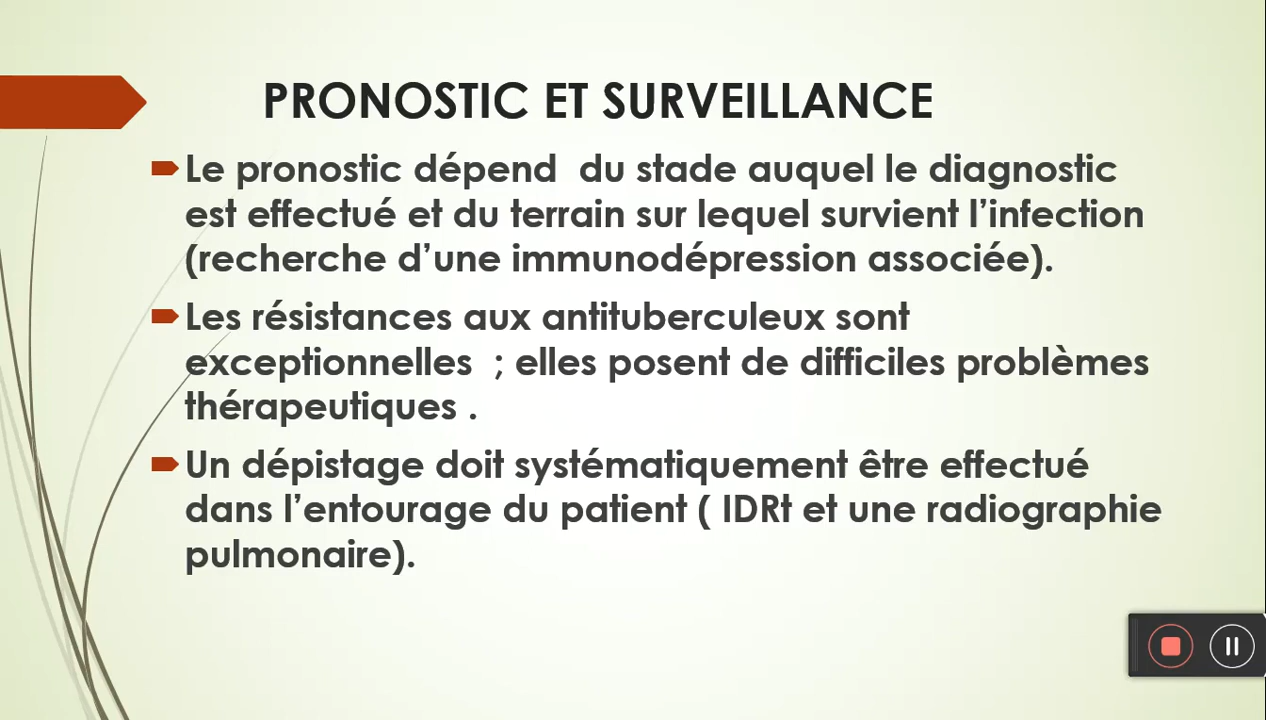 PRONOSTIC ET SURVEILLANCE
Le pronostic dépend  du stade auquel le diagnostic
est effectué et du terrain sur lequel survient l’infection
(recherche d’une immunodépression associée).
Les résistances aux antituberculeux sont
exceptionnelles  ; elles posent de difficiles problèmes
thérapeutiques .
Un dépistage doit systématiquement être effectué
dans l’entourage du patient ( IDRt et une radiographie
pulmonaire).